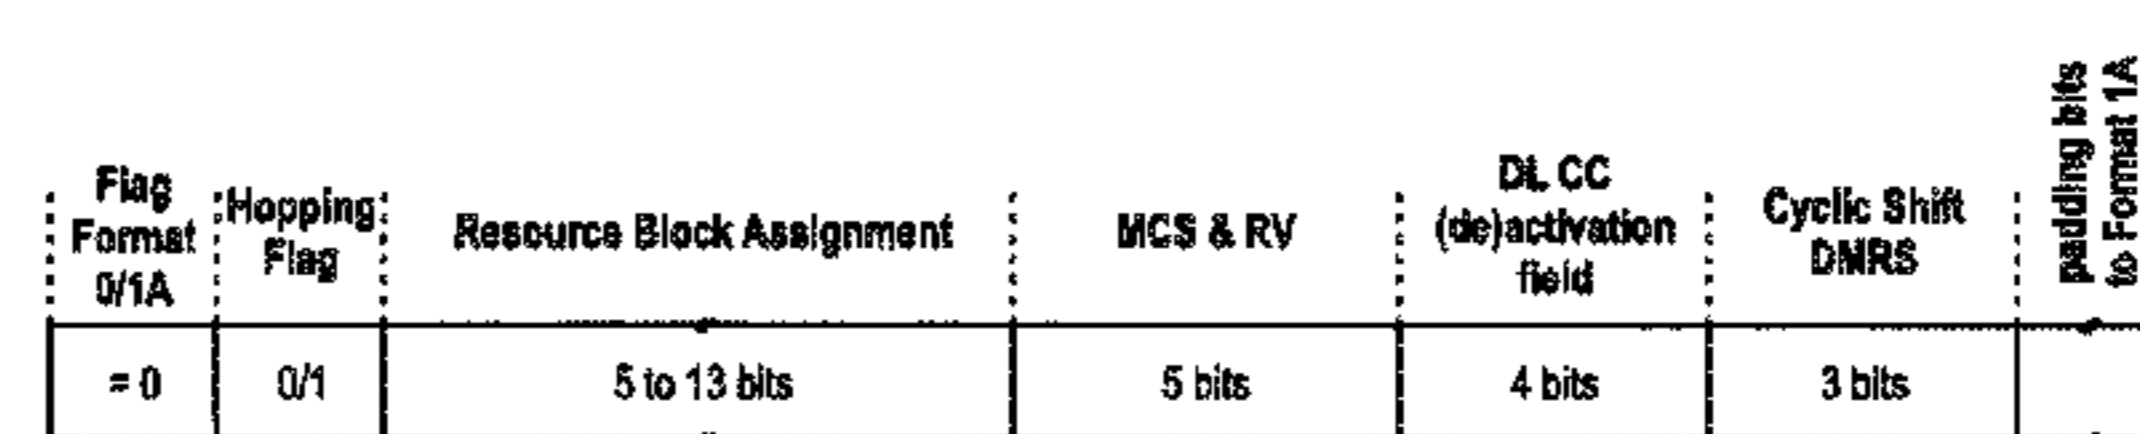 Flag
Format
0/1A
Hopping
Flag
Resource Block Assignment
MCS & RV
DL CC
(de)activation
field
Cyclic Shift
DMRS
padding bits
to Format 1A
= 0
0/1
5 to 13 bits
5 bits
4 bits
3 bits